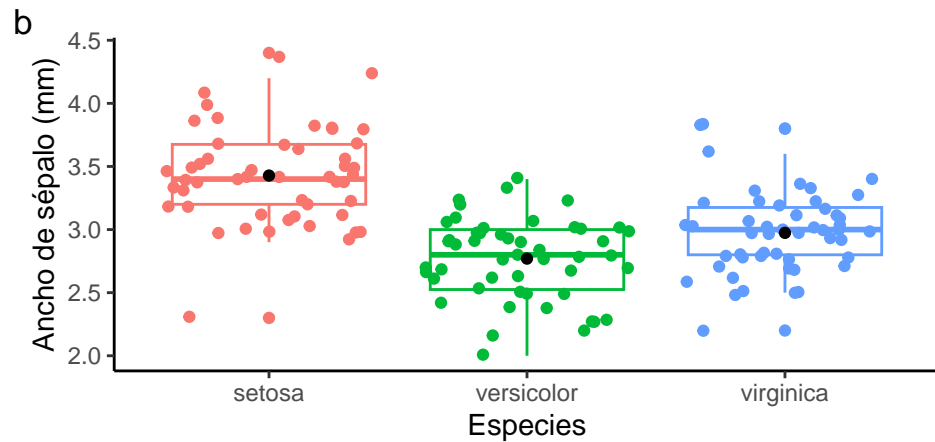 b
Ancho de sépalo (mm)
4.5
4.0
3.5
3.0
2.5
2.0
setosa
versicolor
virginica
Especies